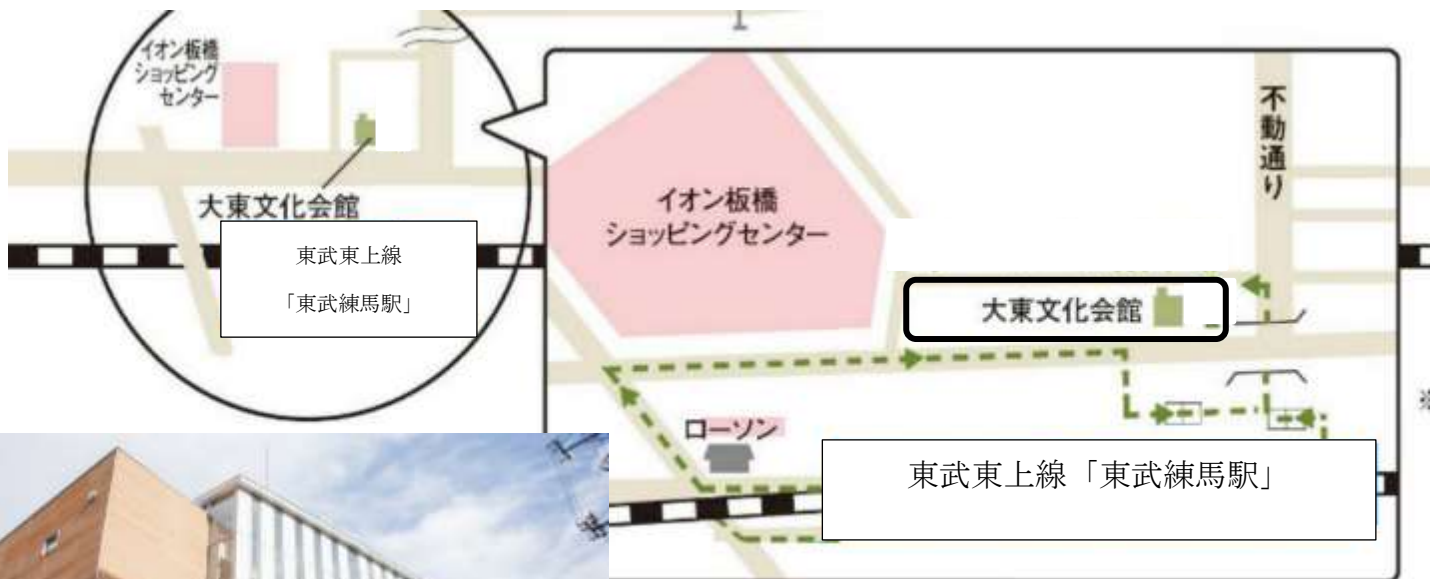 イオン板橋
ショッピング
センター
大東文化会館
東武東上線
「東武練馬駅」
イオン板橋
ショッピングセンター
不動通り
大東文化会館
ローソン
東武東上線「東武練馬駅」
※